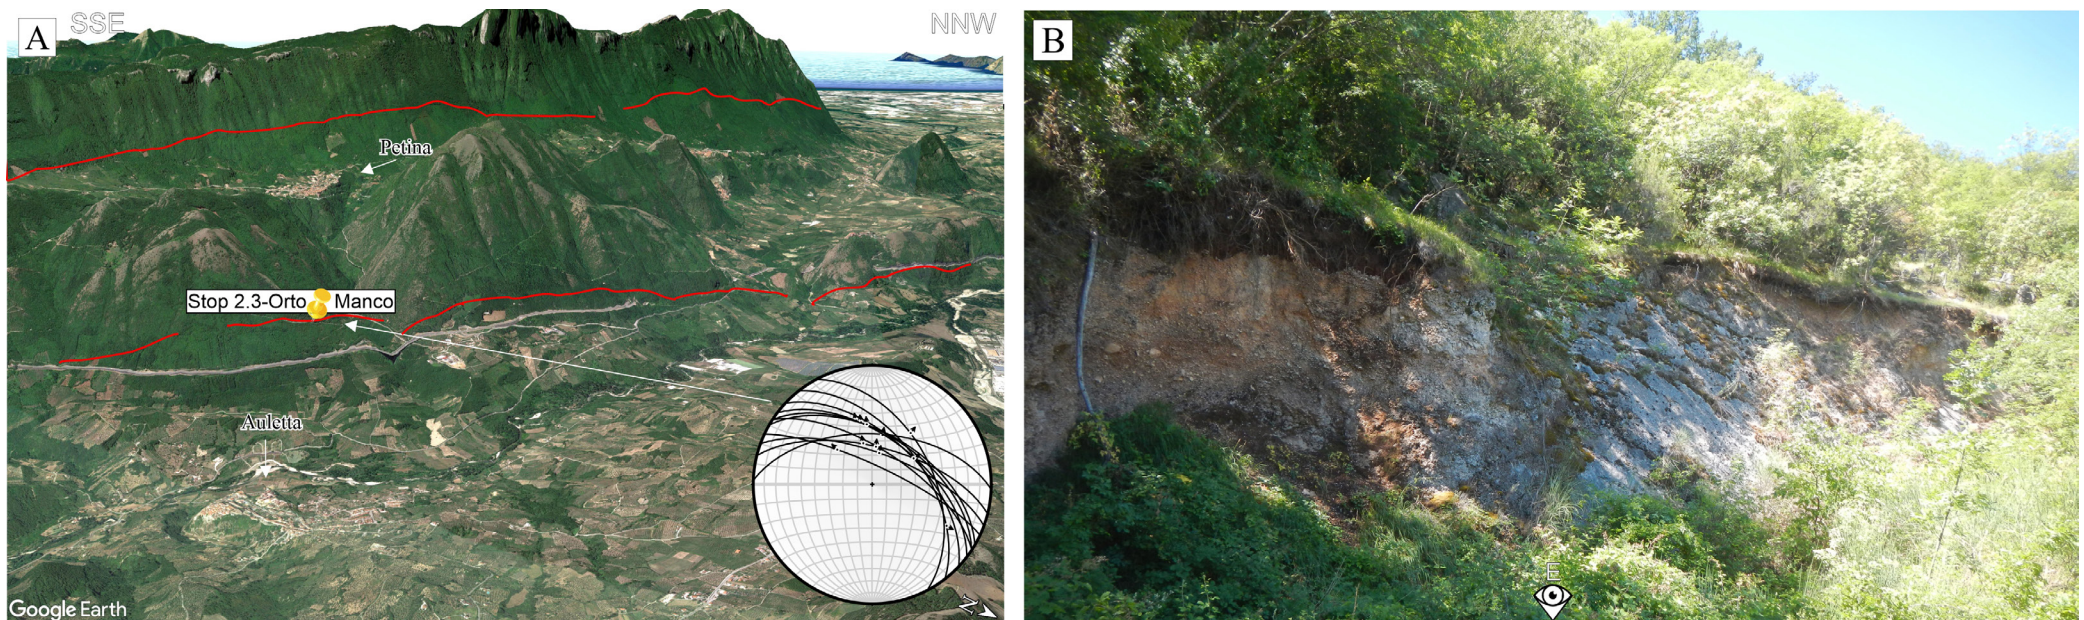 A
SSE
NNW
Petina
Stop 2.3-Orto Manco
Auletta
Google Earth
N
B
E